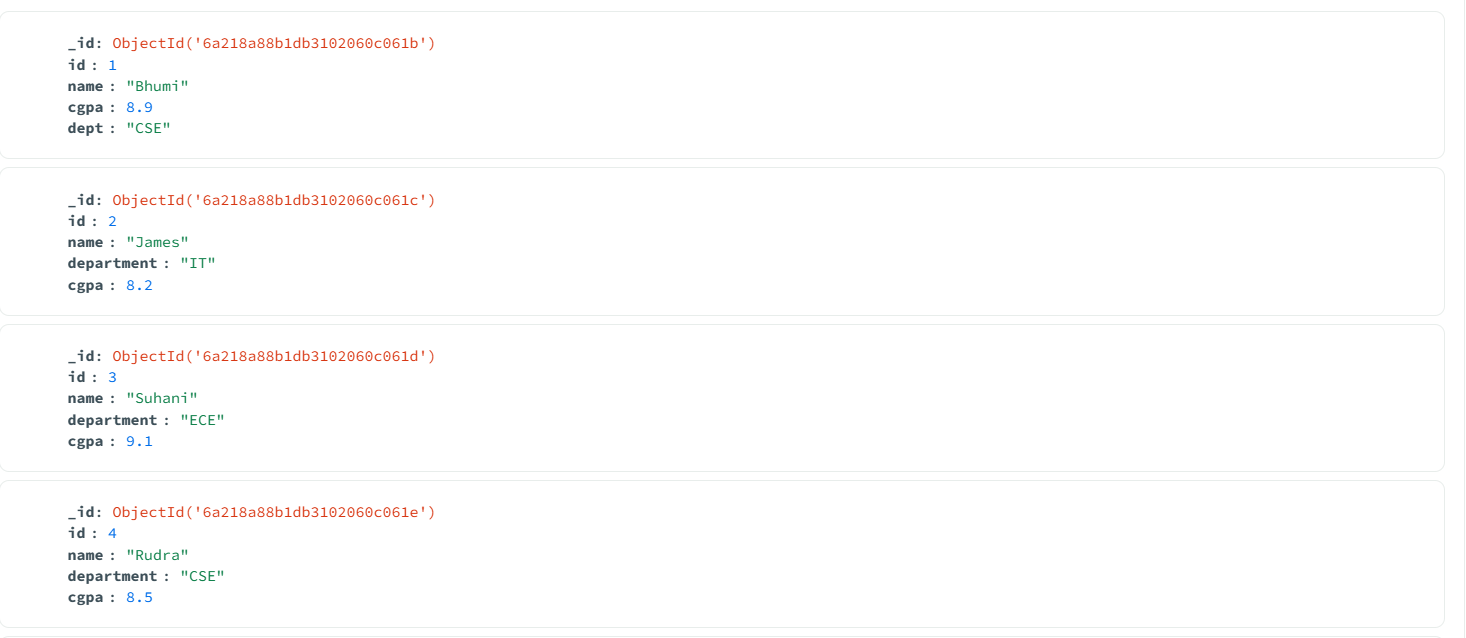 _id: ObjectId('6a218a88b1db3102060c061b')
id : 1
name : "Bhumi"
cgpa : 8.9
dept : "CSE"
_id: ObjectId('6a218a88b1db3102060c061c')
id : 2
name : "James"
department : "IT"
cgpa : 8.2
_id: ObjectId('6a218a88b1db3102060c061d')
id : 3
name : "Suhani"
department : "ECE"
cgpa : 9.1
_id: ObjectId('6a218a88b1db3102060c061e')
id : 4
name : "Rudra"
department : "CSE"
cgpa : 8.5